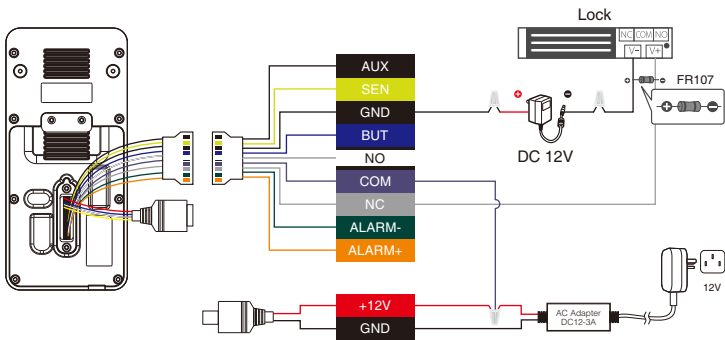 Lock
NC COM NO
V- V+
FR107
AUX
SEN
GND
BUT
NO
COM
NC
ALARM-
ALARM+
DC 12V
+12V
GND
AC Adapter
DC12-3A
12V